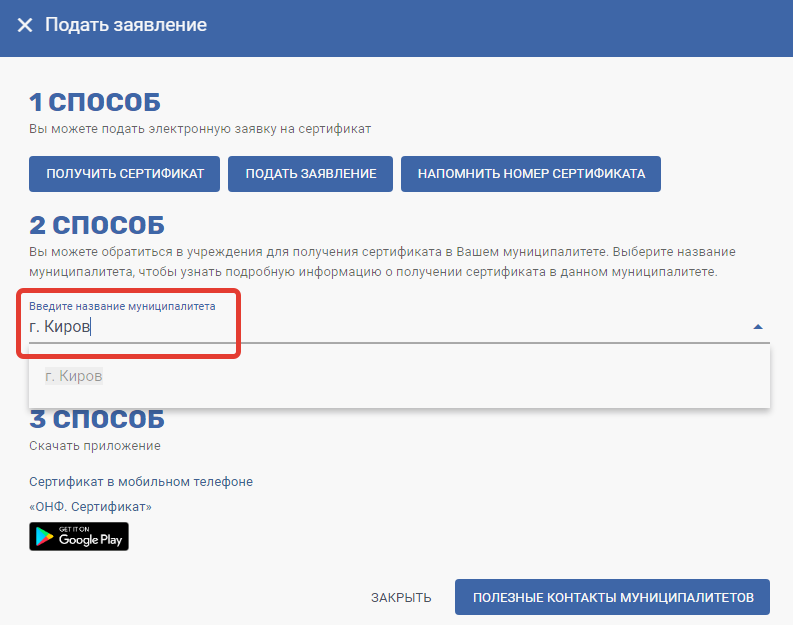 Подать заявление
1 СПОСОБ
Вы можете подать электронную заявку на сертификат
ПОЛУЧИТЬ СЕРТИФИКАТ
ПОДАТЬ ЗАЯВЛЕНИЕ
НАПОМНИТЬ НОМЕР СЕРТИФИКАТА
2 СПОСОБ
Вы можете обратиться в учреждения для получения сертификата в Вашем муниципалитете. Выберите название
муниципалитета, чтобы узнать подробную информацию о получении сертификата в данном муниципалитете.
Введите название муниципалитета
г. Киров
г. Киров
3 СПОСОБ
Скачать приложение
Сертификат в мобильном телефоне
«ОНФ. Сертификат»
GET IT ON
Google Play
ЗАКРЫТЬ
ПОЛЕЗНЫЕ КОНТАКТЫ МУНИЦИПАЛИТЕТОВ